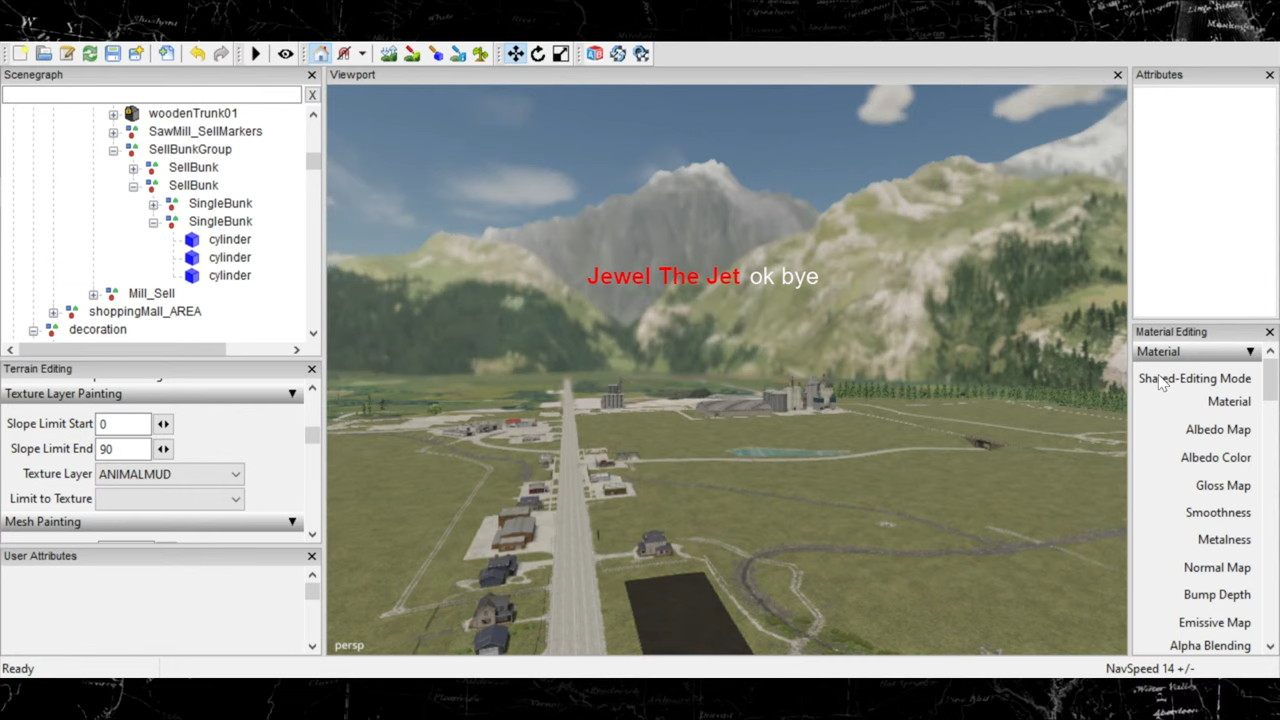 Scenegraph
X
woodenTrunk01
SawMill_SellMarkers
SellBunkGroup
SellBunk
SellBunk
SingleBunk
SingleBunk
cylinder
cylinder
cylinder
Mill_Sell
shoppingMall_AREA
decoration
Terrain Editing
Texture Layer Painting
Slope Limit Start 0
Slope Limit End 90
Texture Layer ANIMALMUD
Limit to Texture
Mesh Painting
User Attributes
Ready
Viewport
Jewel The Jet ok bye
persp
Attributes
Material Editing
Material
Shared-Editing Mode
Material
Albedo Map
Albedo Color
Gloss Map
Smoothness
Metalness
Normal Map
Bump Depth
Emissive Map
Alpha Blending
NavSpeed 14 +/-